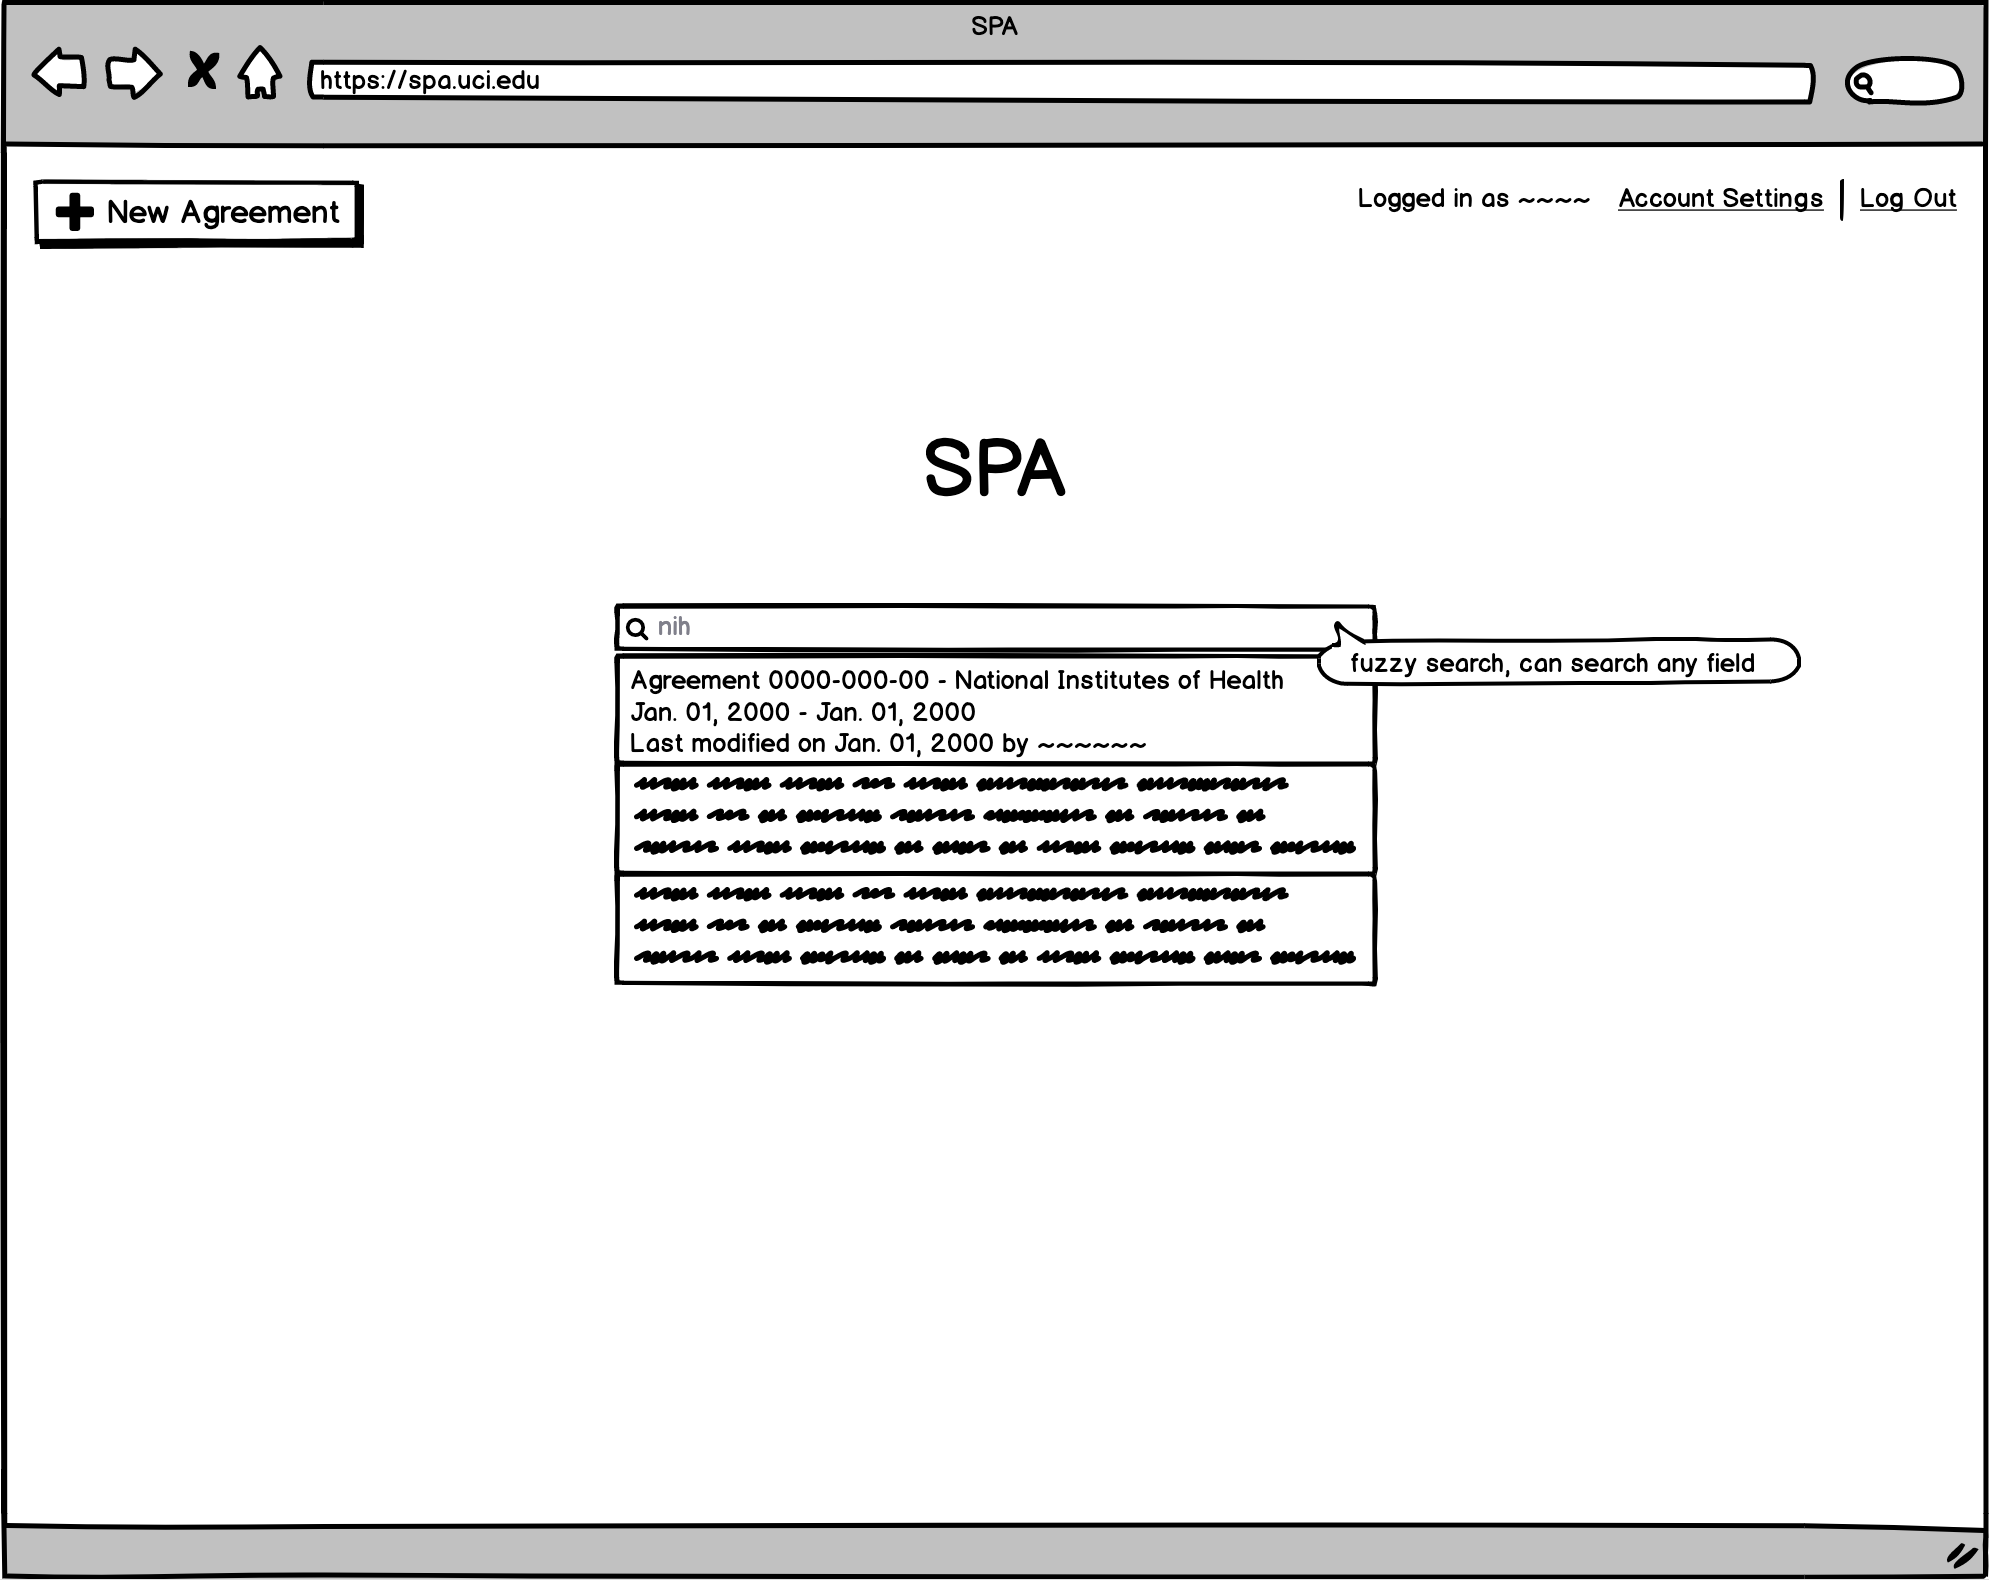 SPA
https://spa.uci.edu
New Agreement
Logged in as ~~~~ Account Settings | Log Out
SPA
nih
fuzzy search, can search any field
Agreement 0000-000-00 - National Institutes of Health
Jan. 01, 2000 - Jan. 01, 2000
Last modified on Jan. 01, 2000 by ~~~~~~